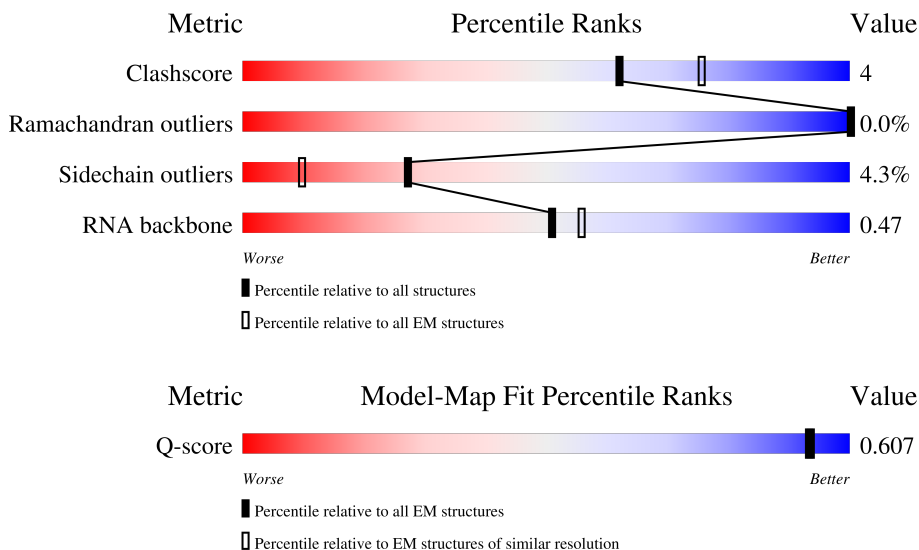 Metric Percentile Ranks Value
Clashscore 4
Ramachandran outliers 0.0%
Sidechain outliers 4.3%
RNA backbone 0.47
Worse Better
Percentile relative to all structures
Percentile relative to all EM structures
Metric Model-Map Fit Percentile Ranks Value
Q-score 0.607
Worse Better
Percentile relative to all EM structures
Percentile relative to EM structures of similar resolution